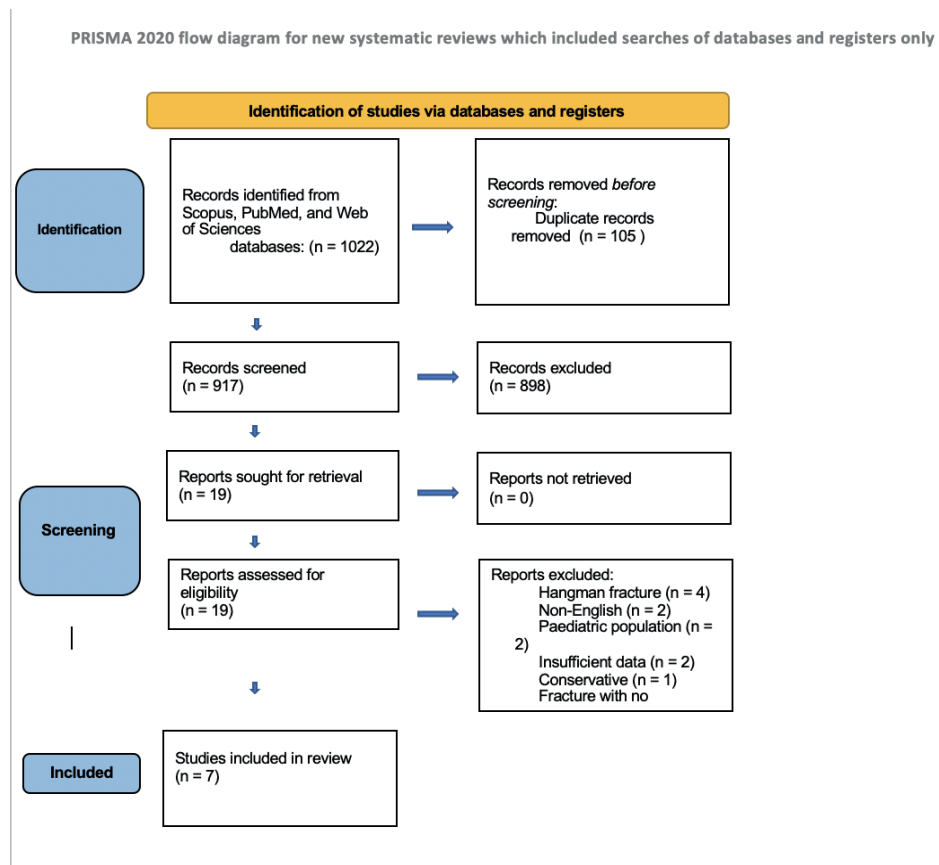 PRISMA 2020 flow diagram for new systematic reviews which included searches of databases and registers only
Identification of studies via databases and registers
Identification
Records identified from
Scopus, PubMed, and Web
of Sciences
databases: (n = 1022)
Records removed before
screening:
Duplicate records
removed (n = 105 )
Records screened
(n = 917)
Records excluded
(n = 898)
Screening
Reports sought for retrieval
(n = 19)
Reports not retrieved
(n = 0)
Reports assessed for
eligibility
(n = 19)
Reports excluded:
Hangman fracture (n = 4)
Non-English (n = 2)
Paediatric population (n =
2)
Insufficient data (n = 2)
Conservative (n = 1)
Fracture with no
Included
Studies included in review
(n = 7)